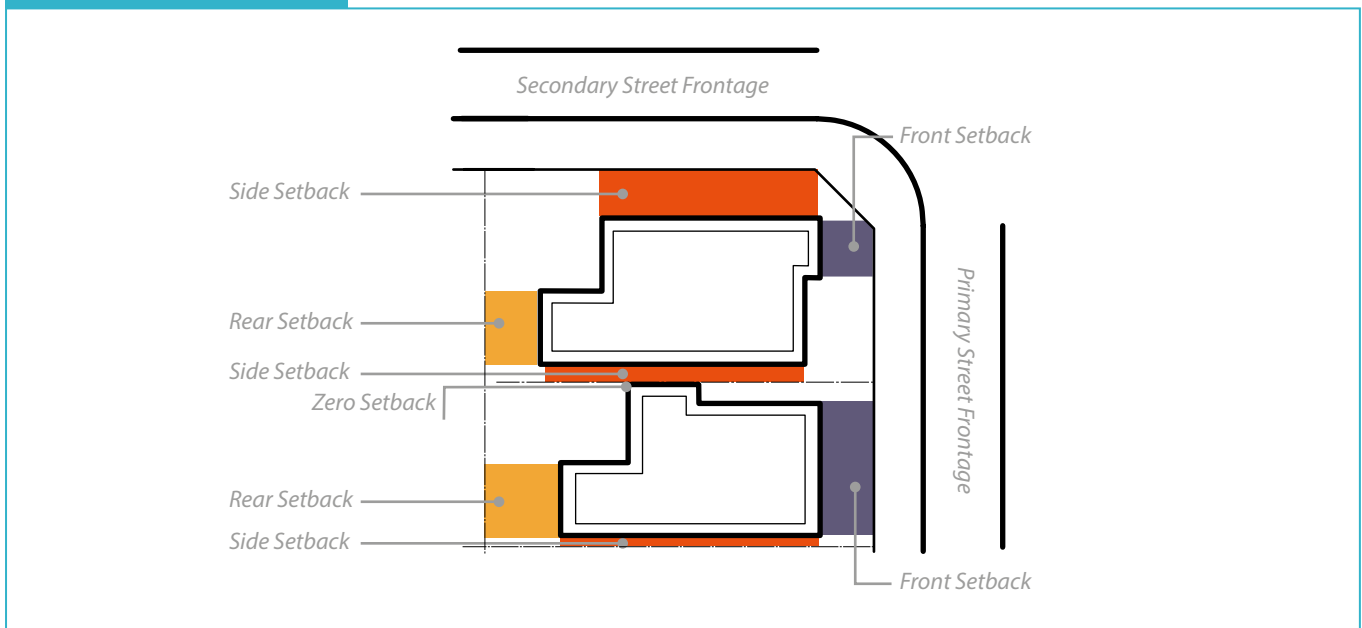 Secondary Street Frontage
Front Setback
Side Setback
Primary Street Frontage
Rear Setback
Side Setback
Zero Setback
Rear Setback
Side Setback
Front Setback